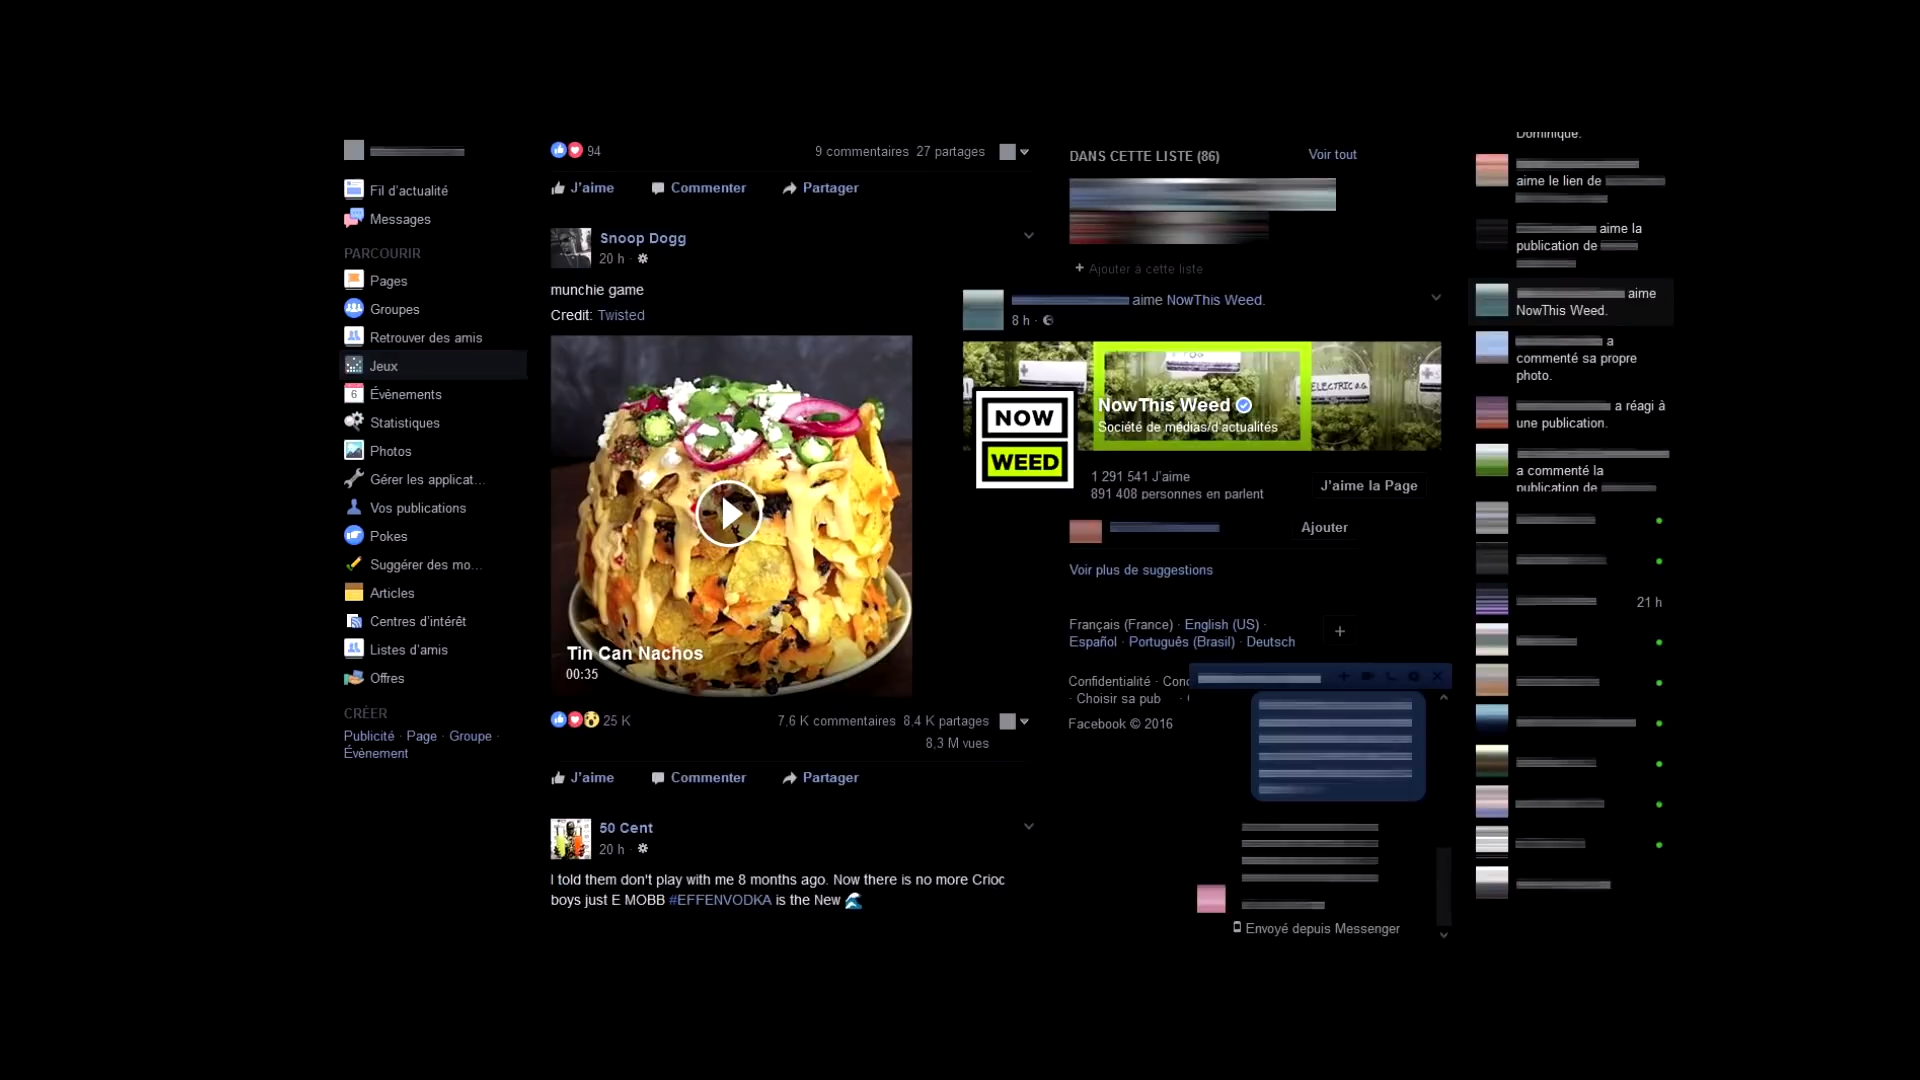 Fil d'actualité
Messages
PARCOURIR
Pages
Groupes
Retrouver des amis
Jeux
6
Évènements
Statistiques
Photos
Gérer les applicat...
Vos publications
Pokes
Suggérer des mo...
Articles
Centres d'intérêt
Listes d'amis
Offres
CRÉER
Publicité · Page · Groupe ·
Évènement
94
9 commentaires 27 partages
J'aime Commenter Partager
Snoop Dogg
20 h ·
munchie game
Credit: Twisted
Tin Can Nachos
00:35
25 K
7,6 K commentaires 8,4 K partages
8,3 M vues
J'aime Commenter Partager
50 Cent
20 h ·
I told them don't play with me 8 months ago. Now there is no more Crioc
boys just E MOBB #EFFENVODKA is the New
DANS CETTE LISTE (86)
Voir tout
+ Ajouter à cette liste
aime NowThis Weed.
8 h ·
ELECTRIC
NOW
WEED
NowThis Weed
Société de médias/d'actualités
1 291 541 J'aime
891 408 personnes en parlent
J'aime la Page
Ajouter
Voir plus de suggestions
Français (France) · English (US) ·
Español · Português (Brasil) · Deutsch
Confidentialité · Conc
· Choisir sa pub ·
Facebook © 2016
Envoyé depuis Messenger
Dominique.
aime le lien de
aime la
publication de
aime
NowThis Weed.
a
commenté sa propre
photo.
a réagi à
une publication.
a commenté la
publication de
21 h